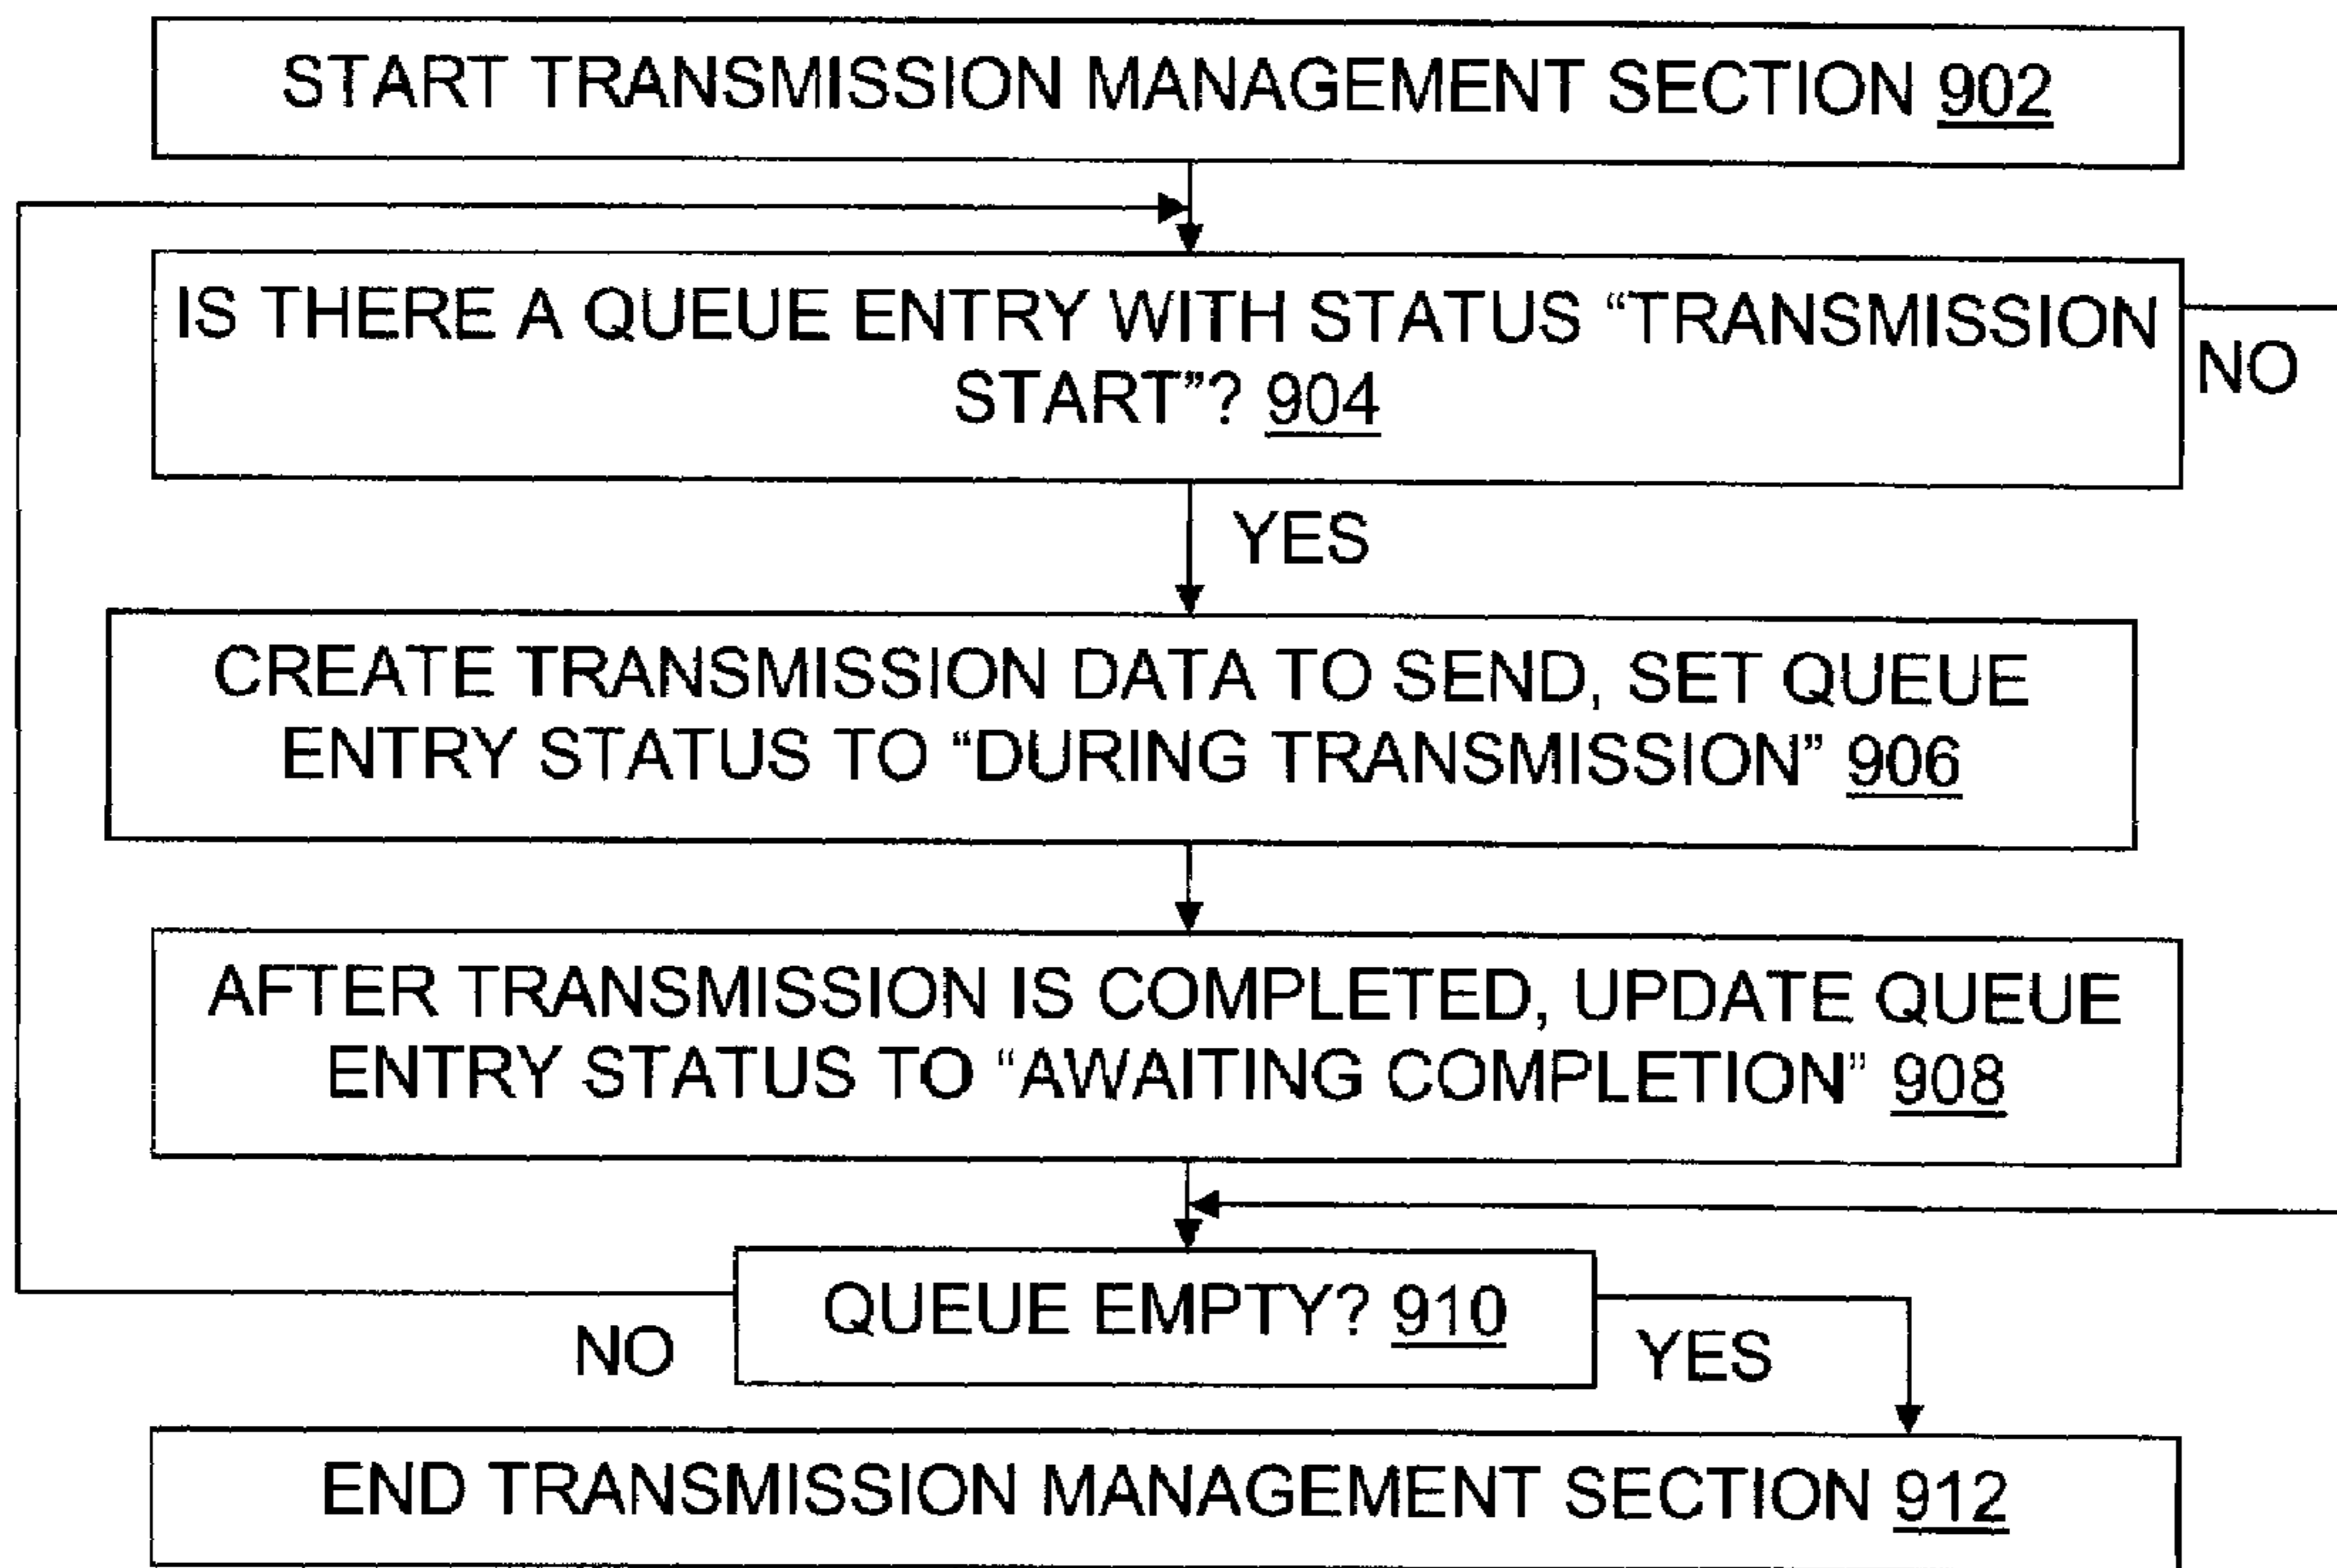 START TRANSMISSION MANAGEMENT SECTION 902
IS THERE A QUEUE ENTRY WITH STATUS “TRANSMISSION
START”? 904
NO
YES
CREATE TRANSMISSION DATA TO SEND, SET QUEUE
ENTRY STATUS TO “DURING TRANSMISSION” 906
AFTER TRANSMISSION IS COMPLETED, UPDATE QUEUE
ENTRY STATUS TO “AWAITING COMPLETION” 908
QUEUE EMPTY? 910
NO
YES
END TRANSMISSION MANAGEMENT SECTION 912